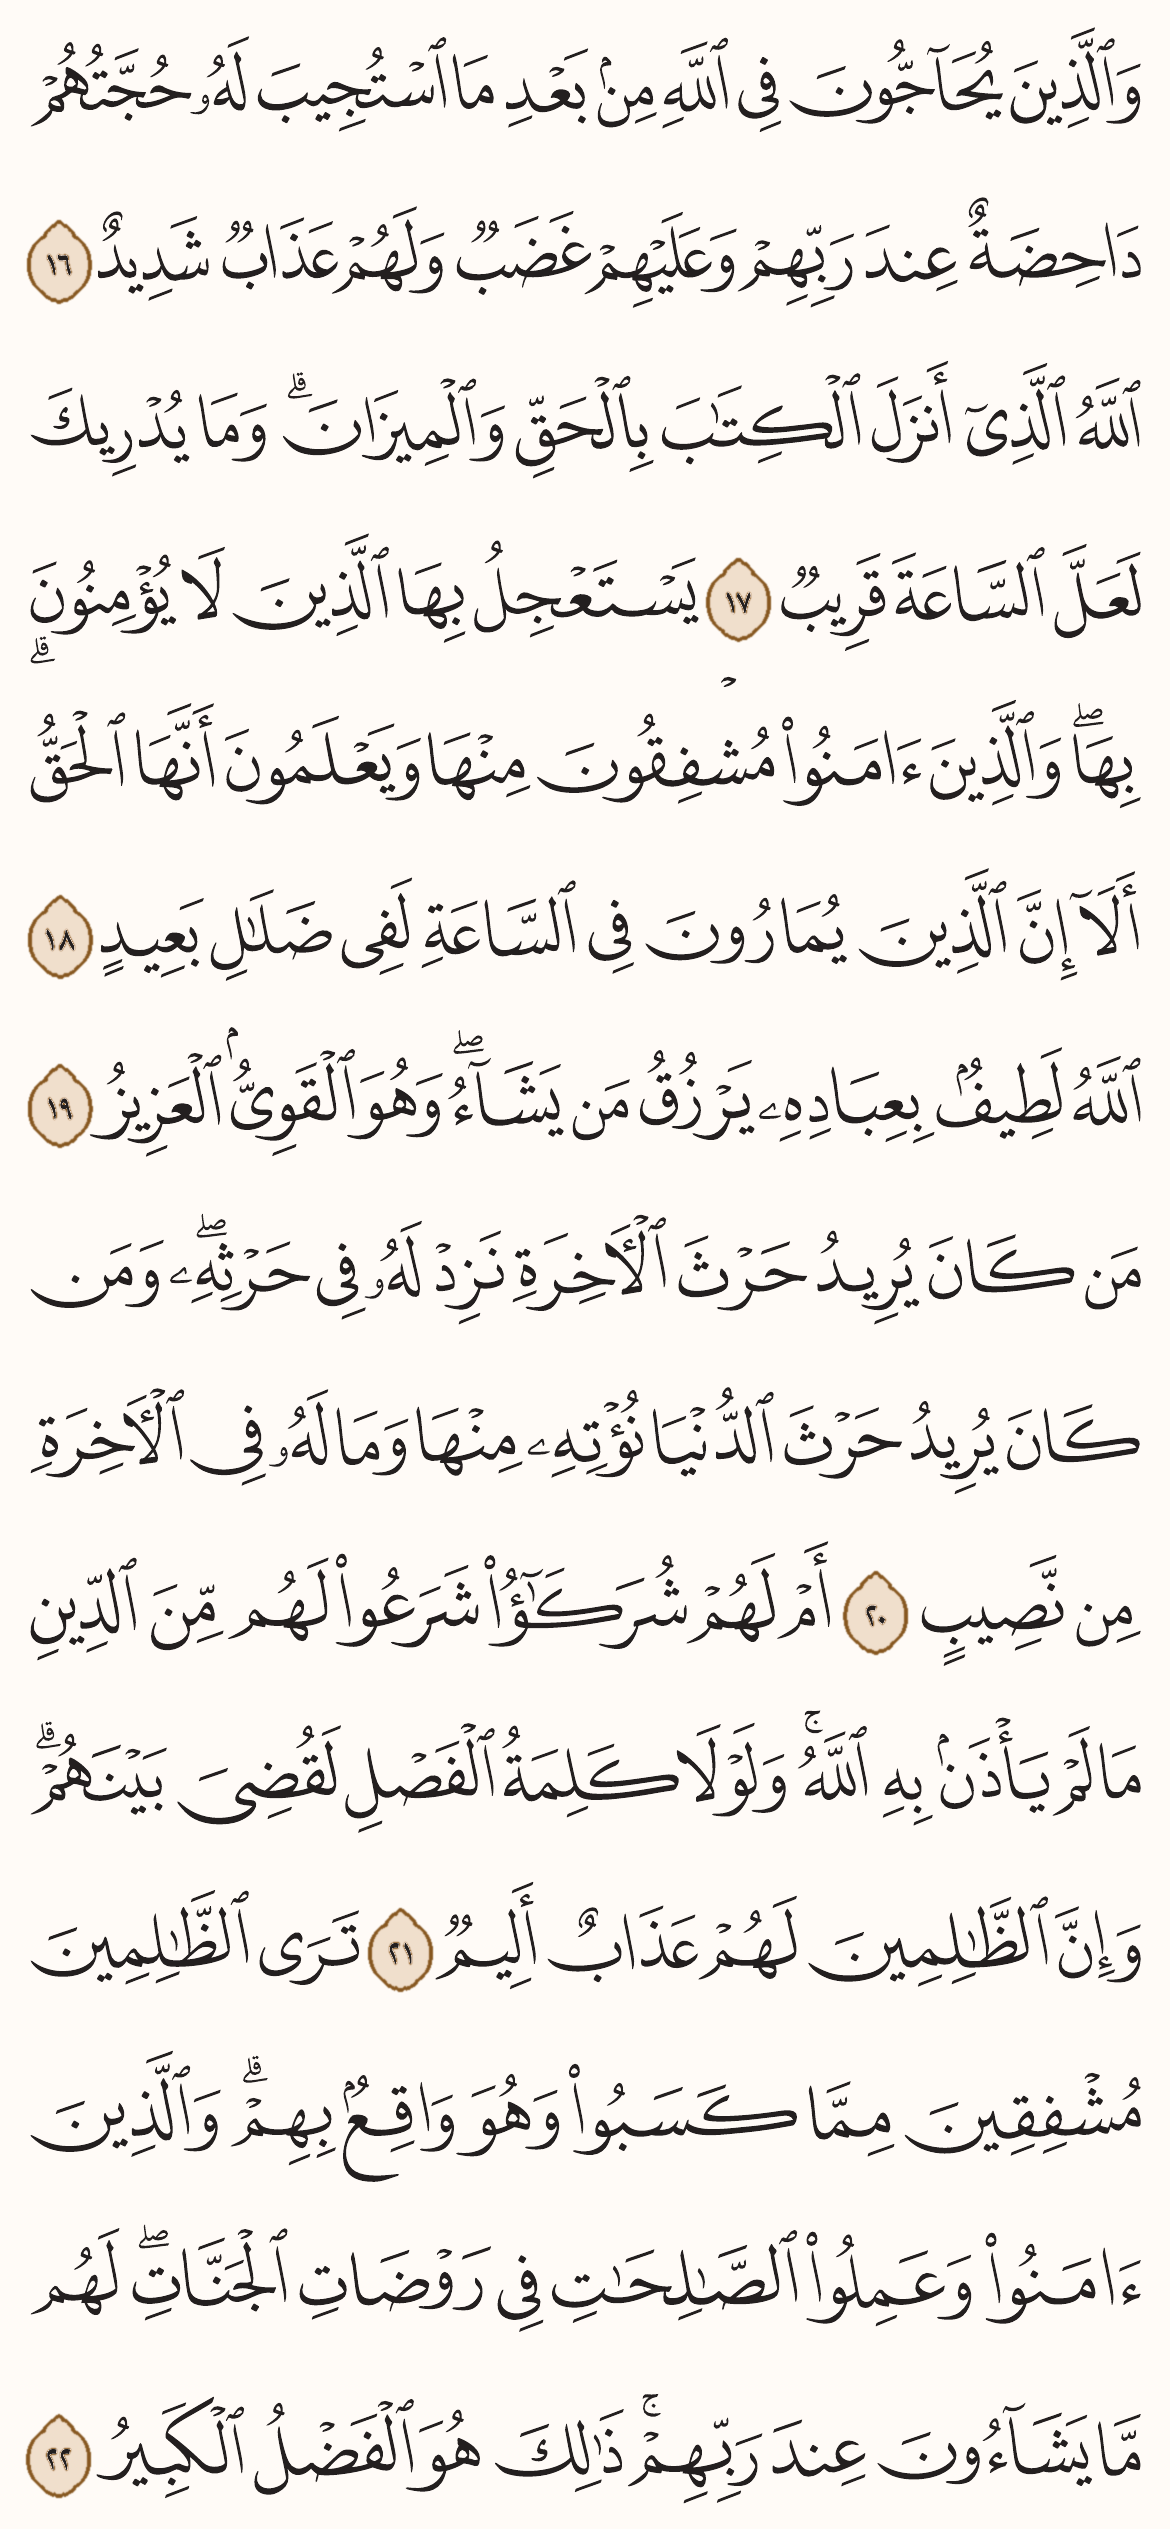 وَٱلَّذِينَ يُحَآجُّونَ فِى ٱللَّهِ مِنۢ بَعْدِ مَا ٱسْتُجِيبَ لَهُۥ حُجَّتُهُمْ
دَاحِضَةٌ عِندَ رَبِّهِمْ وَعَلَيْهِمْ غَضَبٌ وَلَهُمْ عَذَابٌ شَدِيدٌ ١٦
ٱللَّهُ ٱلَّذِىٓ أَنزَلَ ٱلْكِتَـٰبَ بِٱلْحَقِّ وَٱلْمِيزَانَ ۗ وَمَا يُدْرِيكَ
لَعَلَّ ٱلسَّاعَةَ قَرِيبٌ ١٧ يَسْتَعْجِلُ بِهَا ٱلَّذِينَ لَا يُؤْمِنُونَ
بِهَا ۖ وَٱلَّذِينَ ءَامَنُوا۟ مُشْفِقُونَ مِنْهَا وَيَعْلَمُونَ أَنَّهَا ٱلْحَقُّ ۗ
أَلَآ إِنَّ ٱلَّذِينَ يُمَارُونَ فِى ٱلسَّاعَةِ لَفِى ضَلَـٰلٍ بَعِيدٍ ١٨
ٱللَّهُ لَطِيفٌۢ بِعِبَادِهِۦ يَرْزُقُ مَن يَشَآءُ ۖ وَهُوَ ٱلْقَوِىُّ ٱلْعَزِيزُ ١٩
مَن كَانَ يُرِيدُ حَرْثَ ٱلْـَٔاخِرَةِ نَزِدْ لَهُۥ فِى حَرْثِهِۦ ۖ وَمَن
كَانَ يُرِيدُ حَرْثَ ٱلدُّنْيَا نُؤْتِهِۦ مِنْهَا وَمَا لَهُۥ فِى ٱلْـَٔاخِرَةِ
مِن نَّصِيبٍ ٢٠ أَمْ لَهُمْ شُرَكَـٰٓؤُا۟ شَرَعُوا۟ لَهُم مِّنَ ٱلدِّينِ
مَا لَمْ يَأْذَنۢ بِهِ ٱللَّهُ ۚ وَلَوْلَا كَلِمَةُ ٱلْفَصْلِ لَقُضِىَ بَيْنَهُمْ ۗ
وَإِنَّ ٱلظَّـٰلِمِينَ لَهُمْ عَذَابٌ أَلِيمٌ ٢١ تَرَى ٱلظَّـٰلِمِينَ
مُشْفِقِينَ مِمَّا كَسَبُوا۟ وَهُوَ وَاقِعٌۢ بِهِمْ ۗ وَٱلَّذِينَ
ءَامَنُوا۟ وَعَمِلُوا۟ ٱلصَّـٰلِحَـٰتِ فِى رَوْضَاتِ ٱلْجَنَّاتِ ۖ لَهُم
مَّا يَشَآءُونَ عِندَ رَبِّهِمْ ۚ ذَٰلِكَ هُوَ ٱلْفَضْلُ ٱلْكَبِيرُ ٢٢